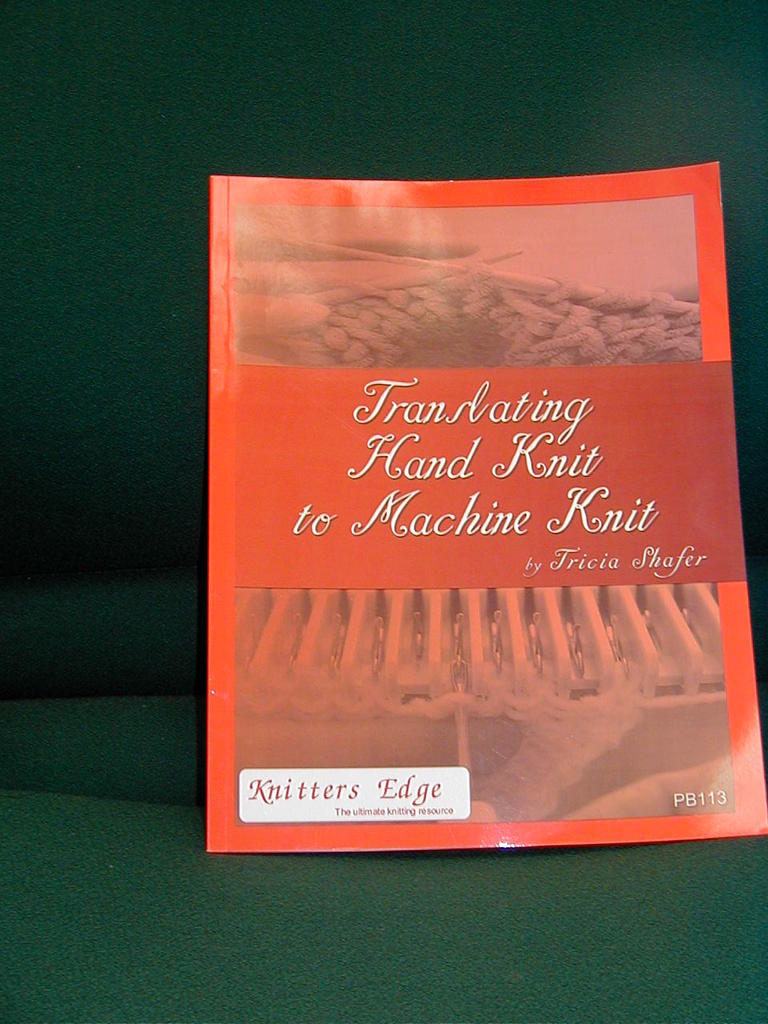 Translating
Hand Knit
to Machine Knit
by Tricia Shafer
Knitters Edge
The ultimate knitting resource
PB113